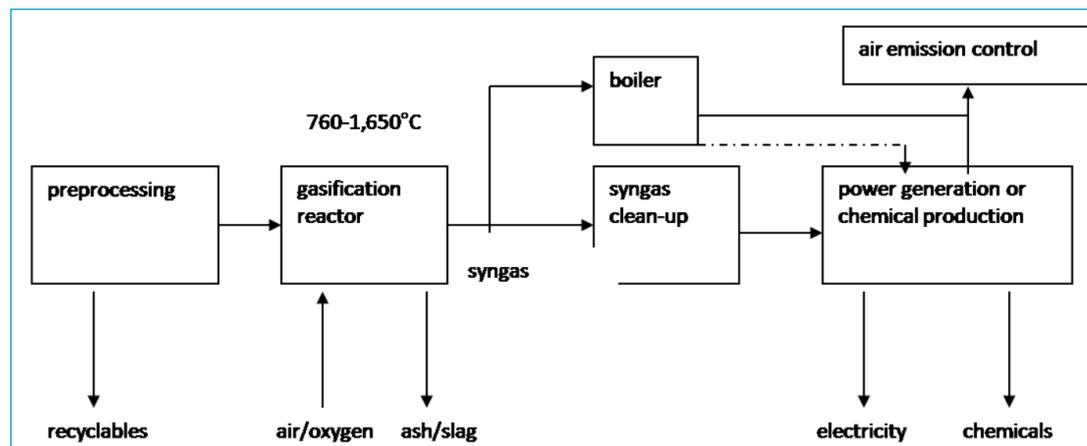 air emission control
boiler
760-1,650°C
preprocessing
gasification
reactor
syngas
clean-up
power generation or
chemical production
syngas
recyclables
air/oxygen
ash/slag
electricity
chemicals